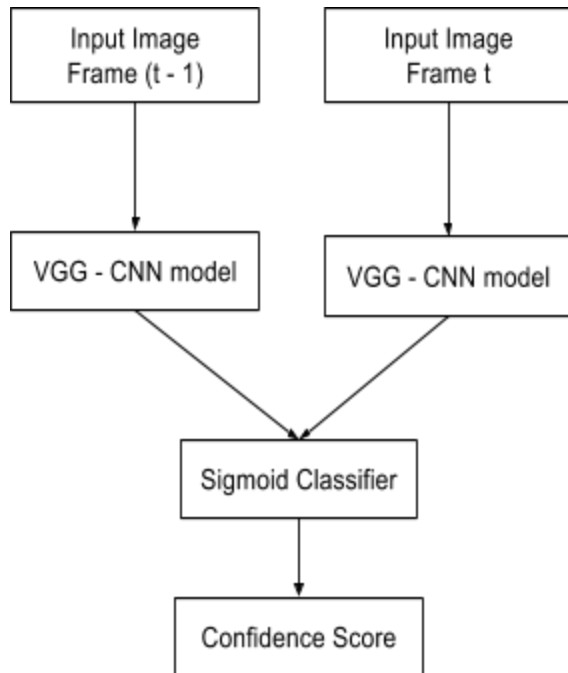 Input Image
Frame (t - 1)
Input Image
Frame t
VGG - CNN model
VGG - CNN model
Sigmoid Classifier
Confidence Score